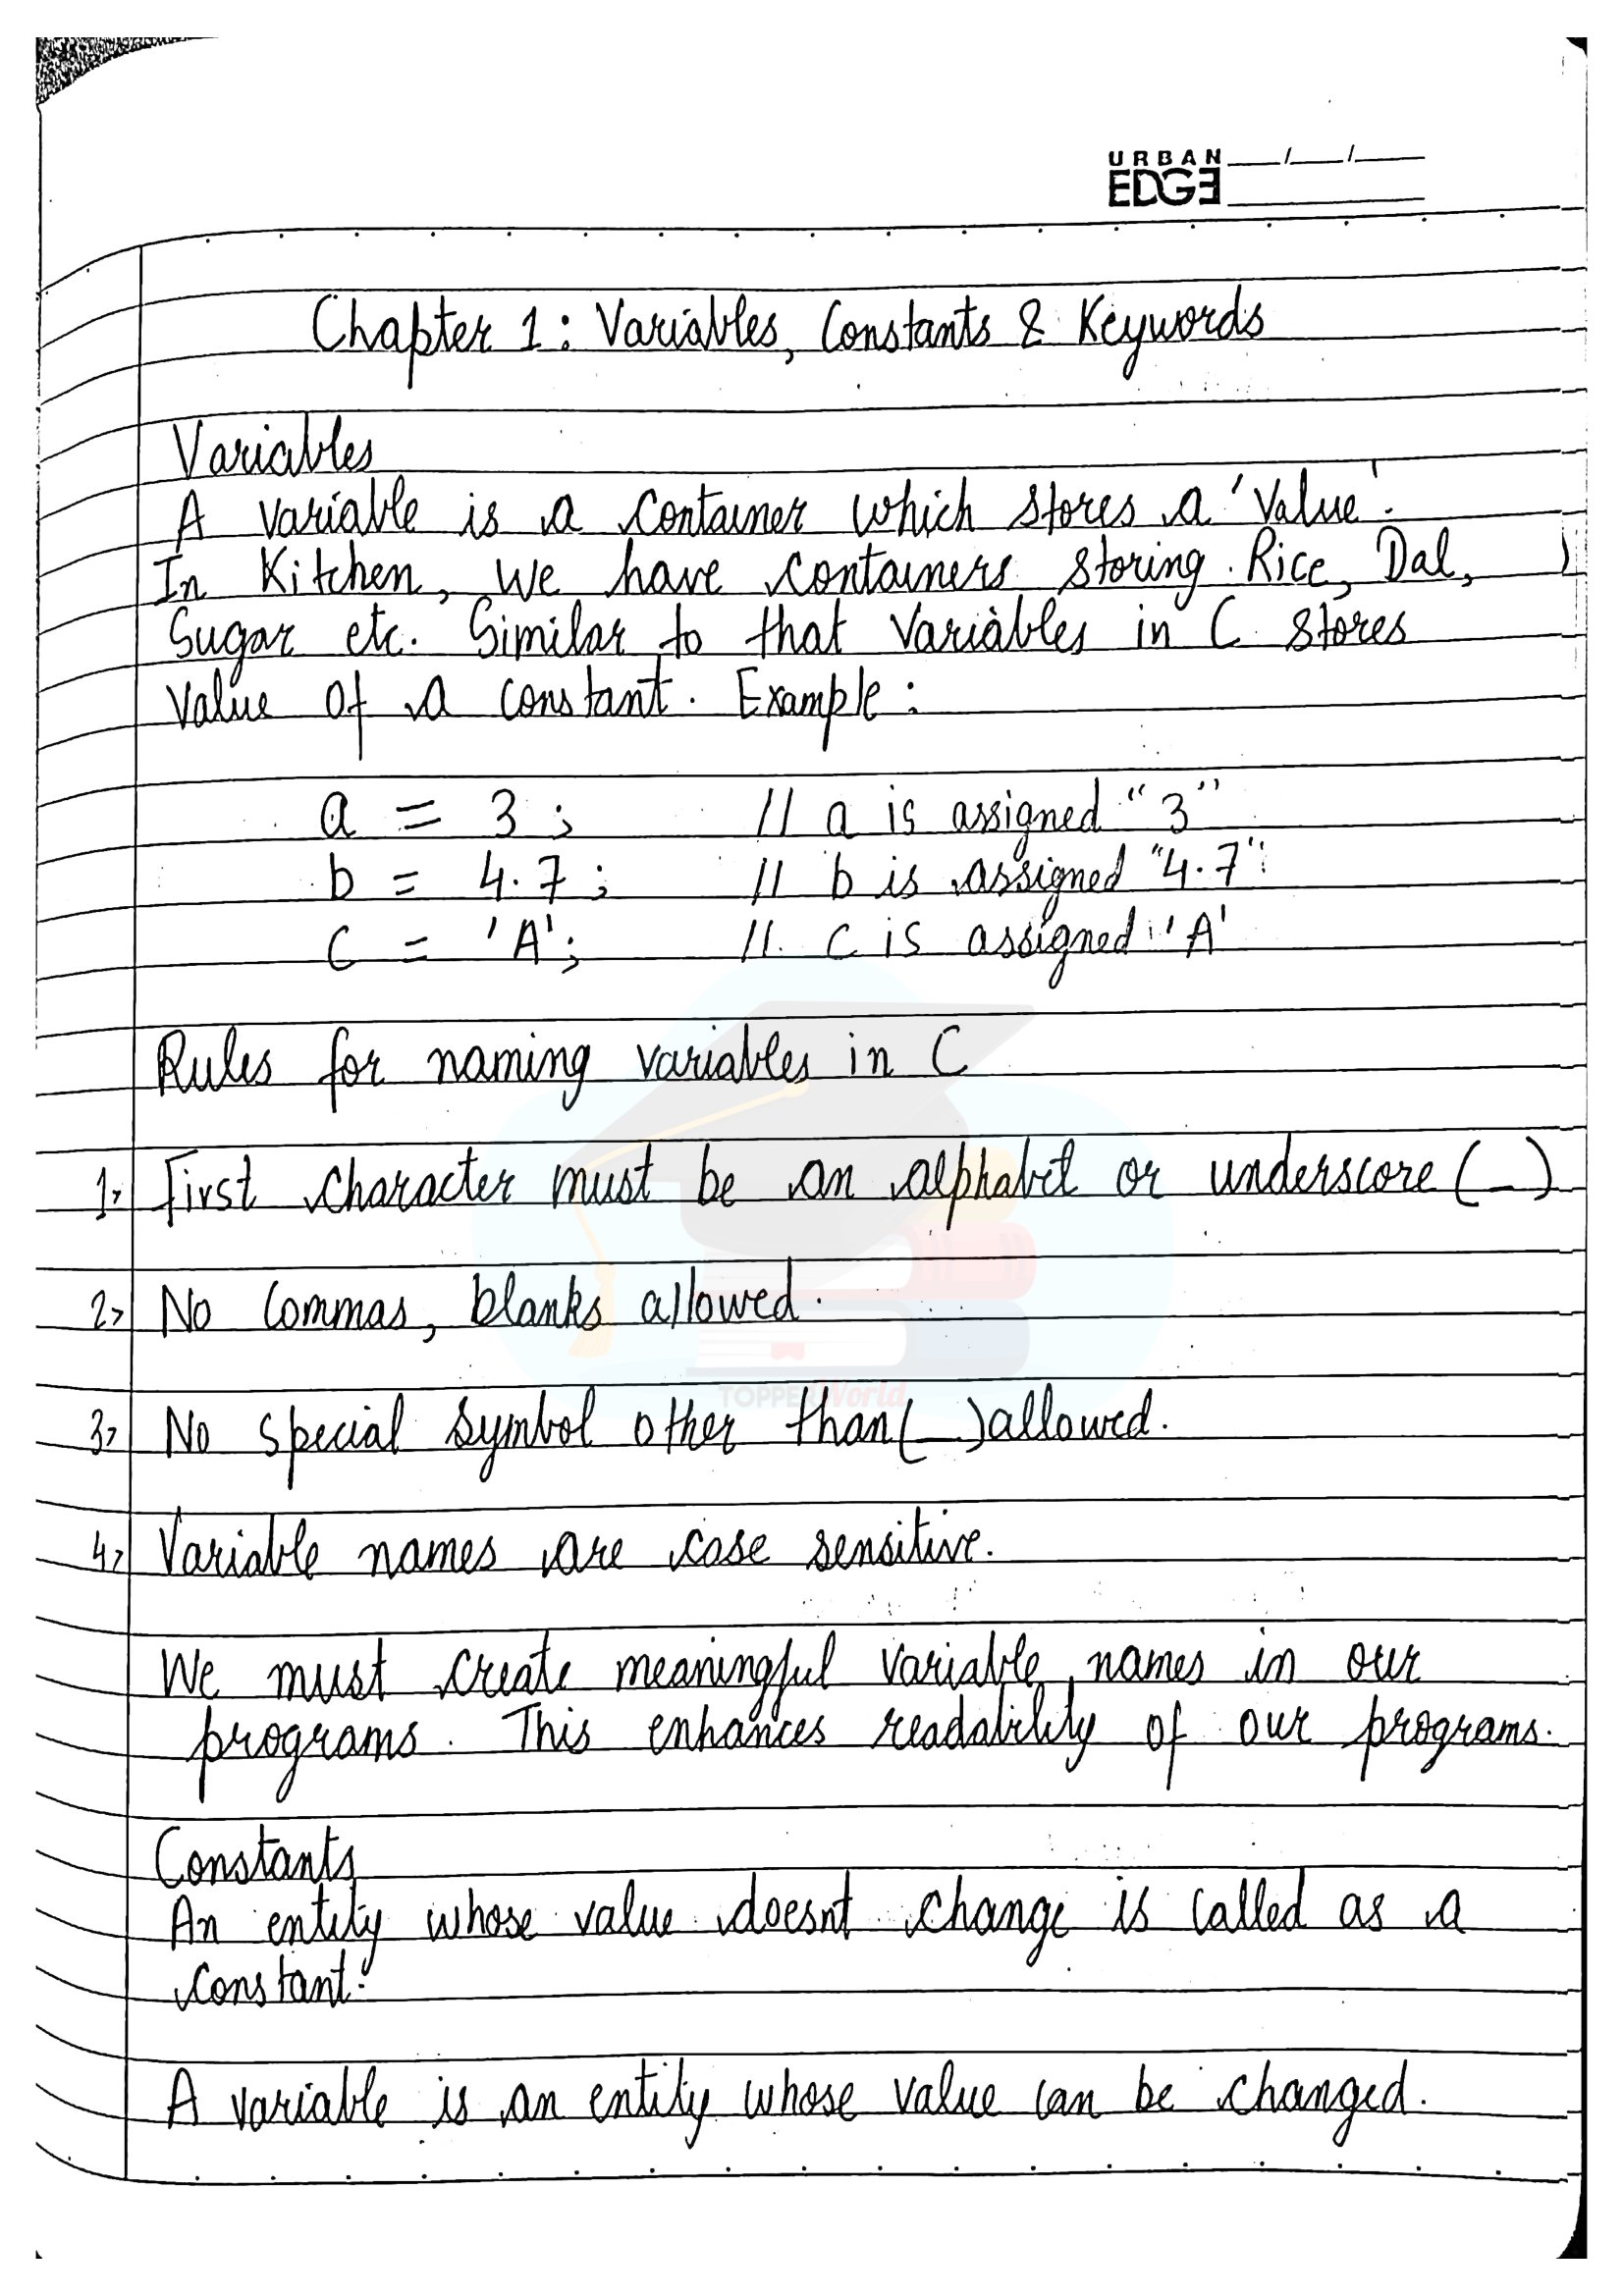 URBAN
EDGE
Chapter 1: Variables, Constants & Keywords
Variables
A variable is a container which stores a 'Value'.
In Kitchen, we have containers storing Rice, Dal,
Sugar etc. Similar to that Variables in C stores
Value of a constant. Example:
a = 3; // a is assigned "3"
b = 4.7; // b is assigned "4.7"
C = 'A'; // C is assigned 'A'
Rules for naming variables in C
1> First character must be an alphabet or underscore (_)
2> No commas, blanks allowed.
TOPPERWorld
3> No special symbol other than (_) allowed.
4> Variable names are case sensitive.
We must create meaningful variable names in our
programs. This enhances readability of our programs.
Constants
An entity whose value doesnt change is called as a
constant.
A variable is an entity whose value can be changed.